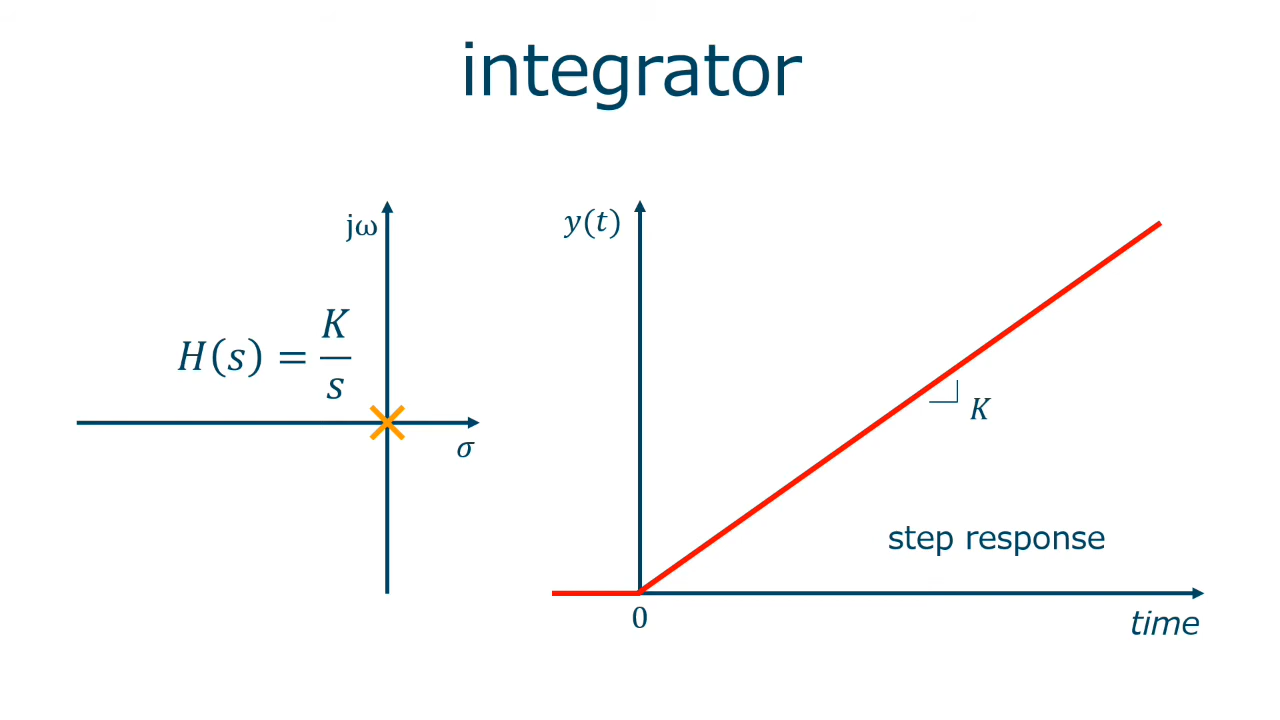 integrator
jω
H(s) = K/s
σ
y(t)
K
step response
0
time